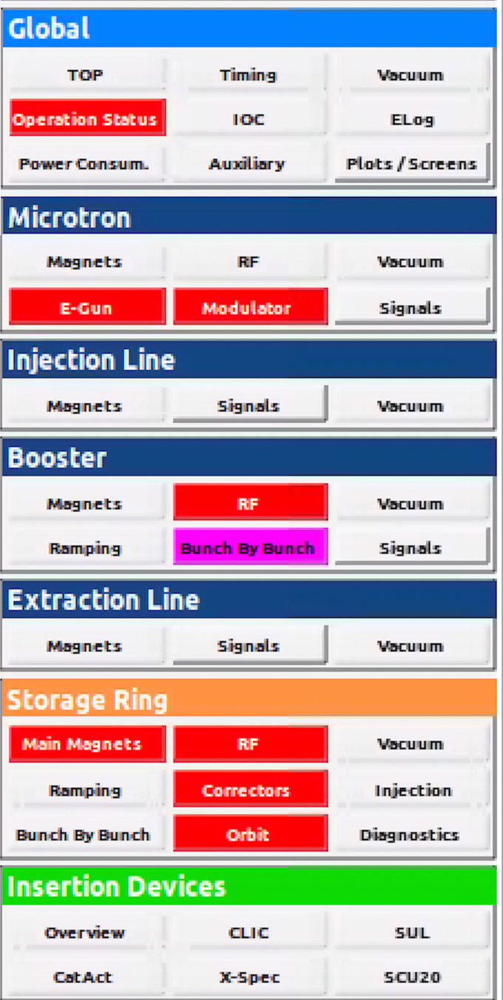 Global
TOP Timing Vacuum
Operation Status IOC ELog
Power Consum. Auxiliary Plots / Screens
Microtron
Magnets RF Vacuum
E-Gun Modulator Signals
Injection Line
Magnets Signals Vacuum
Booster
Magnets RF Vacuum
Ramping Bunch By Bunch Signals
Extraction Line
Magnets Signals Vacuum
Storage Ring
Main Magnets RF Vacuum
Ramping Correctors Injection
Bunch By Bunch Orbit Diagnostics
Insertion Devices
Overview CLIC SUL
CatAct X-Spec SCU20